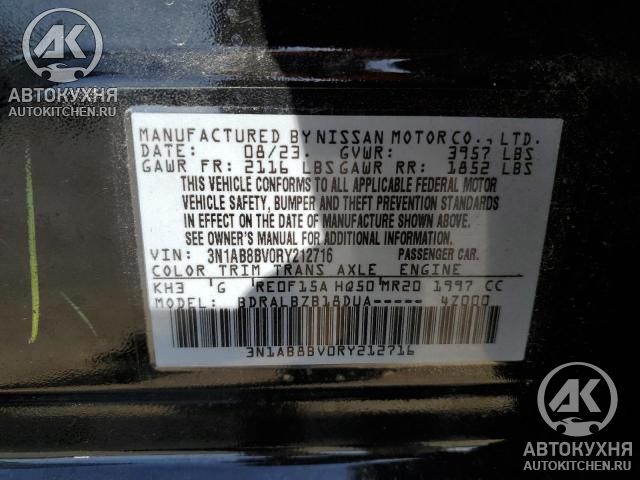 АК
АВТОКУХНЯ
AUTOKITCHEN.RU
MANUFACTURED BY NISSAN MOTOR CO., LTD.
DATE: 08/23. GVWR: 3957 LBS
GAWR FR: 2116 LBS GAWR RR: 1852 LBS
THIS VEHICLE CONFORMS TO ALL APPLICABLE FEDERAL MOTOR
VEHICLE SAFETY, BUMPER AND THEFT PREVENTION STANDARDS
IN EFFECT ON THE DATE OF MANUFACTURE SHOWN ABOVE.
SEE OWNER'S MANUAL FOR ADDITIONAL INFORMATION.
VIN: 3N1AB8BV0RY212716 PASSENGER CAR.
COLOR TRIM TRANS AXLE ENGINE
KH3 G RE0F15A HQ50 MR20 1997 CC
MODEL: BDRALBZB18DUA----- 4Z000
3N1AB8BV0RY212716
АК
АВТОКУХНЯ
AUTOKITCHEN.RU